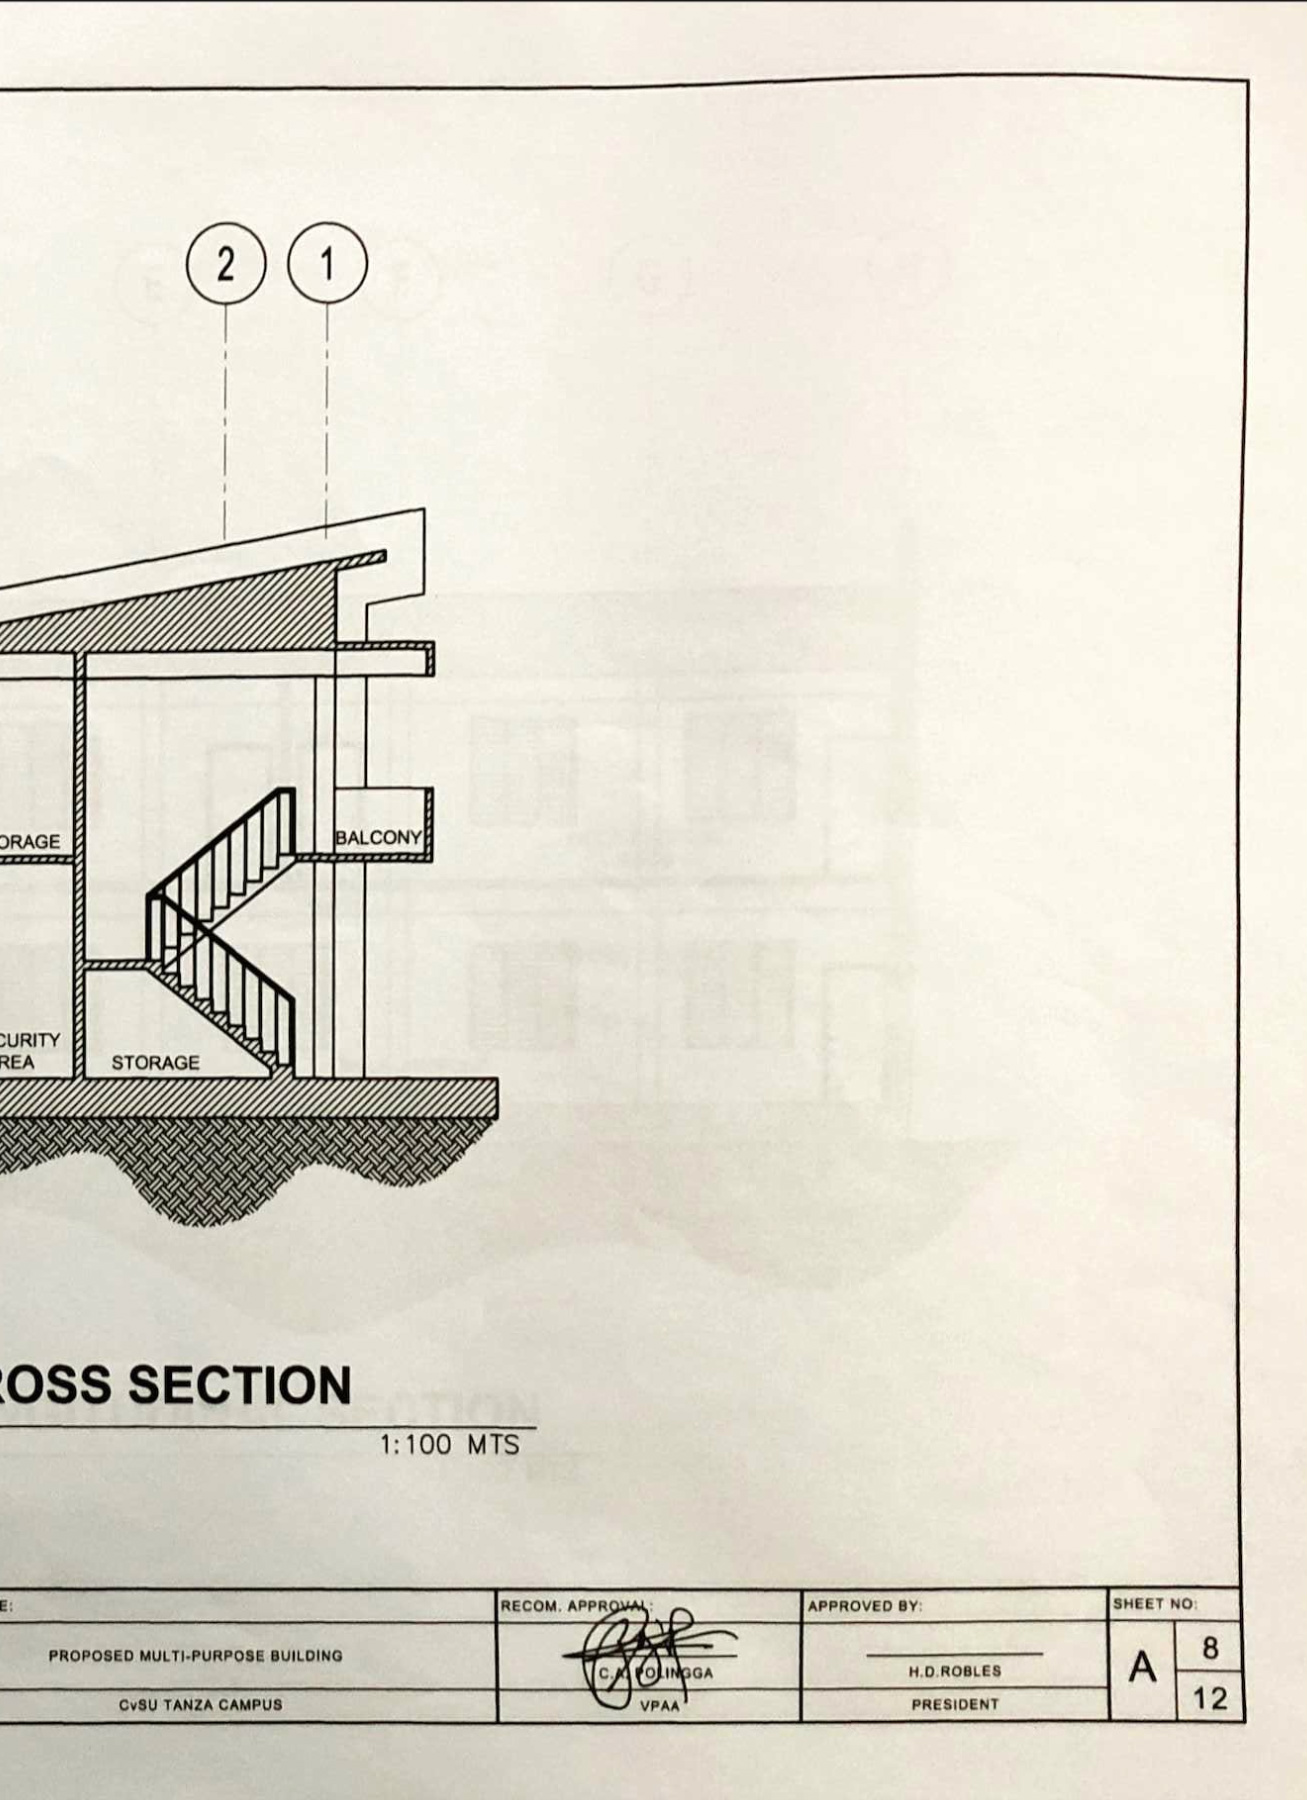 2 1
ORAGE
BALCONY
CURITY
REA
STORAGE
ROSS SECTION
1:100 MTS
E:
RECOM. APPROVAL:
APPROVED BY:
SHEET NO:
PROPOSED MULTI-PURPOSE BUILDING
C.A. POLINGGA
H.D.ROBLES
A
8
12
CvSU TANZA CAMPUS
VPAA
PRESIDENT